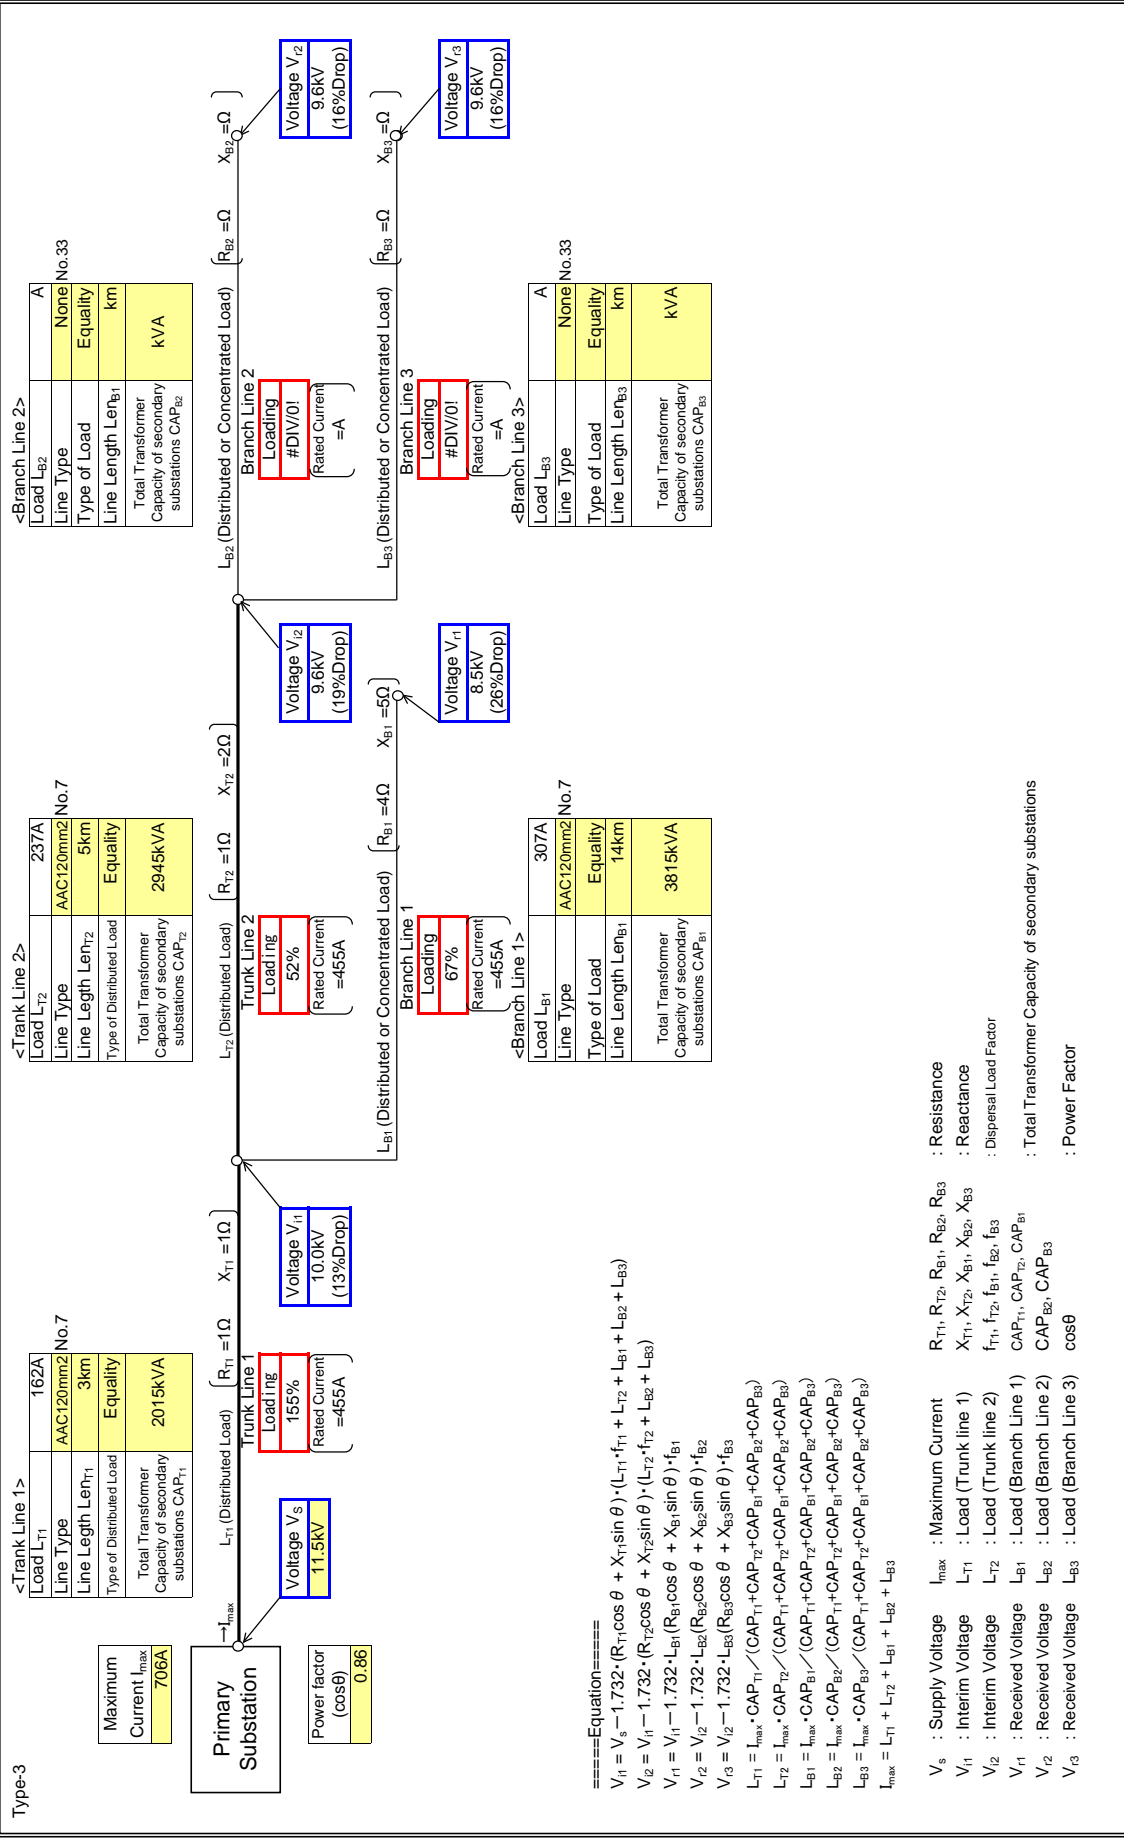 Type-3
Maximum
Current Imax
706A
Primary
Substation
Power factor
(cosθ)
0.86
→Imax
Voltage VS
11.5kV
<Trank Line 1>
Load LT1 162A
Line Type AAC120mm2 No.7
Line Legth LenT1 3km
Type of Distributed Load Equality
Total Transformer
Capacity of secondary
substations CAPT1
2015kVA
LT1 (Distributed Load)
RT1 =1Ω XT1 =1Ω
Trunk Line 1
Loading
155%
Rated Current
=455A
Voltage Vi1
10.0kV
(13%Drop)
<Trank Line 2>
Load LT2 237A
Line Type AAC120mm2 No.7
Line Legth LenT2 5km
Type of Distributed Load Equality
Total Transformer
Capacity of secondary
substations CAPT2
2945kVA
LT2 (Distributed Load)
RT2 =1Ω XT2 =2Ω
Trunk Line 2
Loading
52%
Rated Current
=455A
Voltage Vi2
9.6kV
(19%Drop)
LB1 (Distributed or Concentrated Load)
RB1 =4Ω XB1 =5Ω
Branch Line 1
Loading
67%
Rated Current
=455A
Voltage Vr1
8.5kV
(26%Drop)
<Branch Line 1>
Load LB1 307A
Line Type AAC120mm2 No.7
Type of Load Equality
Line Length LenB1 14km
Total Transformer
Capacity of secondary
substations CAPB1
3815kVA
<Branch Line 2>
Load LB2 A
Line Type None No.33
Type of Load Equality
Line Length LenB1 km
Total Transformer
Capacity of secondary
substations CAPB2
kVA
LB2 (Distributed or Concentrated Load)
RB2 =Ω XB2 =Ω
Branch Line 2
Loading
#DIV/0!
Rated Current
=A
Voltage Vr2
9.6kV
(16%Drop)
LB3 (Distributed or Concentrated Load)
RB3 =Ω XB3 =Ω
Branch Line 3
Loading
#DIV/0!
Rated Current
=A
Voltage Vr3
9.6kV
(16%Drop)
<Branch Line 3>
Load LB3 A
Line Type None No.33
Type of Load Equality
Line Length LenB3 km
Total Transformer
Capacity of secondary
substations CAPB3
kVA
=====Equation=====
Vi1 = Vs－1.732・(RT1cos θ + XT1sin θ)・(LT1・fT1 + LT2 + LB1 + LB2 + LB3)
Vi2 = Vi1－1.732・(RT2cos θ + XT2sin θ)・(LT2・fT2 + LB2 + LB3)
Vr1 = Vi1－1.732・LB1(RB1cos θ + XB1sin θ)・fB1
Vr2 = Vi2－1.732・LB2(RB2cos θ + XB2sin θ)・fB2
Vr3 = Vi2－1.732・LB3(RB3cos θ + XB3sin θ)・fB3
LT1 = Imax・CAPT1／(CAPT1+CAPT2+CAPB1+CAPB2+CAPB3)
LT2 = Imax・CAPT2／(CAPT1+CAPT2+CAPB1+CAPB2+CAPB3)
LB1 = Imax・CAPB1／(CAPT1+CAPT2+CAPB1+CAPB2+CAPB3)
LB2 = Imax・CAPB2／(CAPT1+CAPT2+CAPB1+CAPB2+CAPB3)
LB3 = Imax・CAPB3／(CAPT1+CAPT2+CAPB1+CAPB2+CAPB3)
Imax = LT1 + LT2 + LB1 + LB2 + LB3
Vs : Supply Voltage Imax : Maximum Current RT1, RT2, RB1, RB2, RB3 : Resistance
Vi1 : Interim Voltage LT1 : Load (Trunk line 1) XT1, XT2, XB1, XB2, XB3 : Reactance
Vi2 : Interim Voltage LT2 : Load (Trunk line 2) fT1, fT2, fB1, fB2, fB3 : Dispersal Load Factor
Vr1 : Received Voltage LB1 : Load (Branch Line 1) CAPT1, CAPT2, CAPB1
Vr2 : Received Voltage LB2 : Load (Branch Line 2) CAPB2, CAPB3 : Total Transformer Capacity of secondary substations
Vr3 : Received Voltage LB3 : Load (Branch Line 3) cosθ : Power Factor